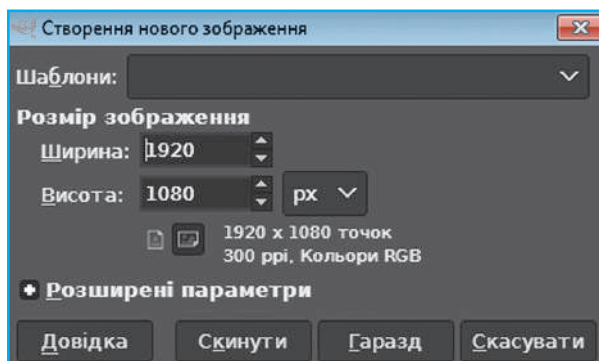 Створення нового зображення
Шаблони:
Розмір зображення
Ширина: 1920
Висота: 1080 px
1920 x 1080 точок
300 ppi, Кольори RGB
Розширені параметри
Довідка Скинути Гаразд Скасувати